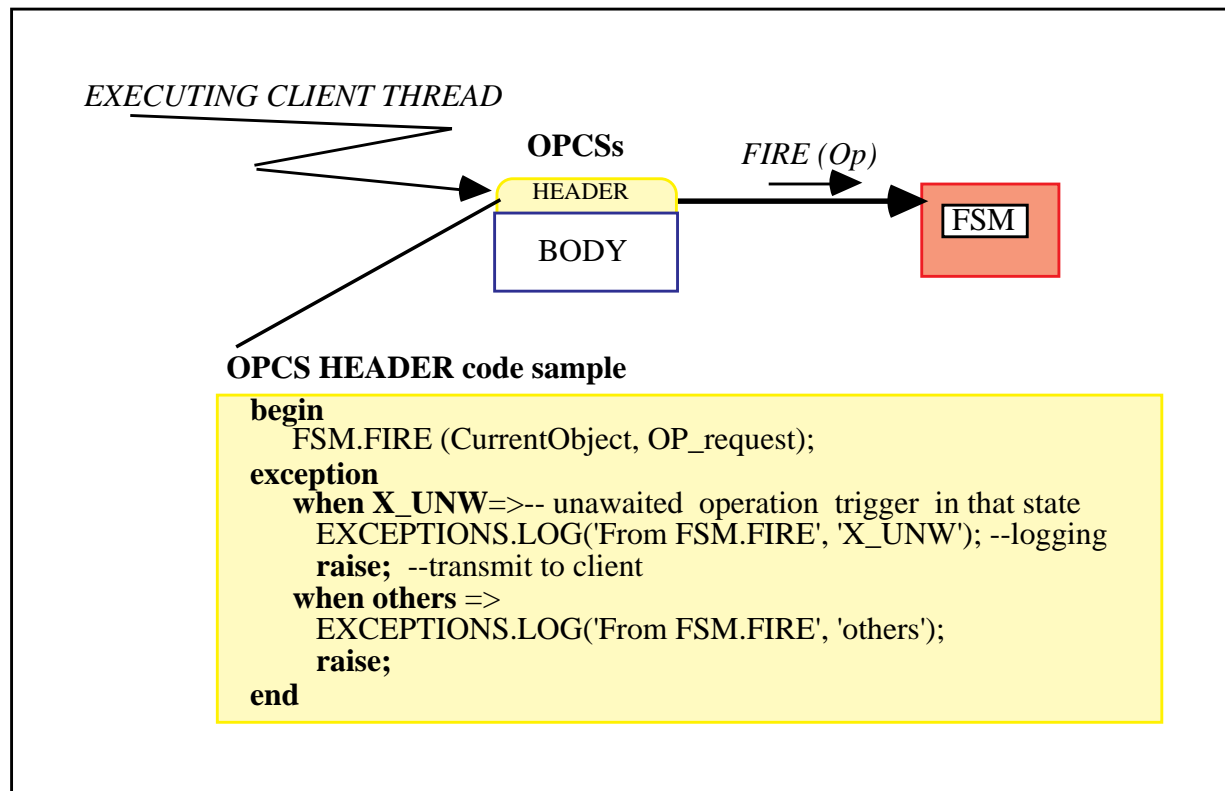 EXECUTING CLIENT THREAD
OPCSs
FIRE (Op)
HEADER
FSM
BODY
OPCS HEADER code sample
begin
FSM.FIRE (CurrentObject, OP_request);
exception
when X_UNW=>-- unawaited operation trigger in that state
EXCEPTIONS.LOG('From FSM.FIRE', 'X_UNW'); --logging
raise; --transmit to client
when others =>
EXCEPTIONS.LOG('From FSM.FIRE', 'others');
raise;
end